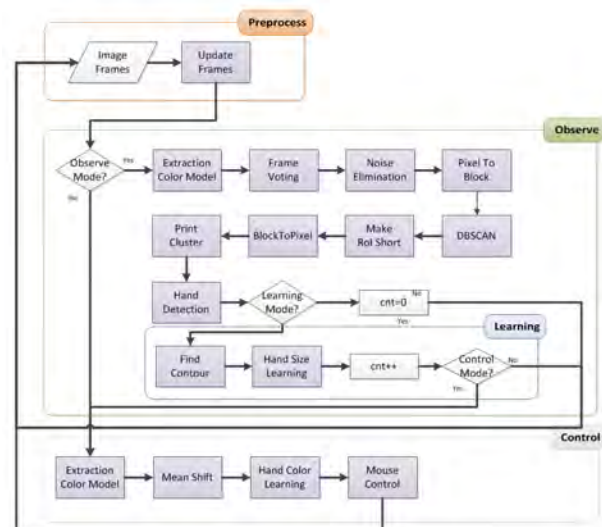 Preprocess
Image
Frames
Update
Frames
Observe
Observe
Mode?
Yes
No
Extraction
Color Model
Frame
Voting
Noise
Elimination
Pixel To
Block
Print
Cluster
BlockToPixel
Make
RoI Short
DBSCAN
Hand
Detection
Learning
Mode?
cnt=0
No
Yes
Learning
Find
Contour
Hand Size
Learning
cnt++
Control
Mode?
No
Yes
Control
Extraction
Color Model
Mean Shift
Hand Color
Learning
Mouse
Control